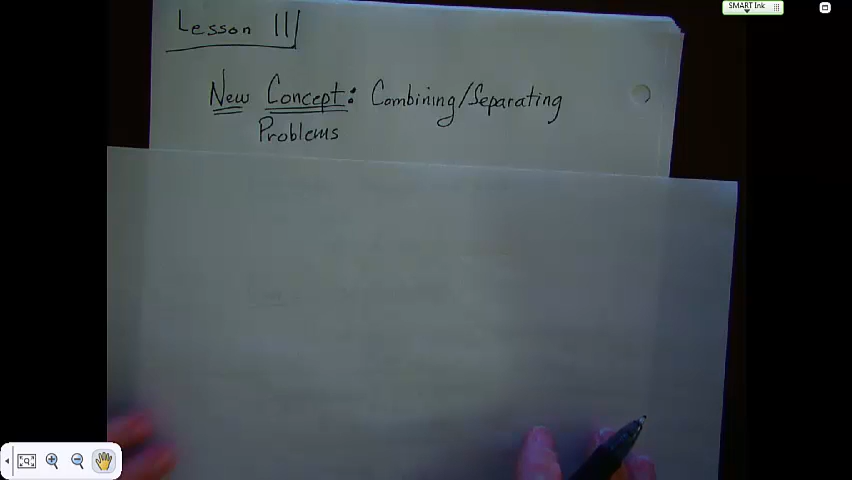 SMART Ink
Lesson 11
New Concept: Combining/Separating
Problems